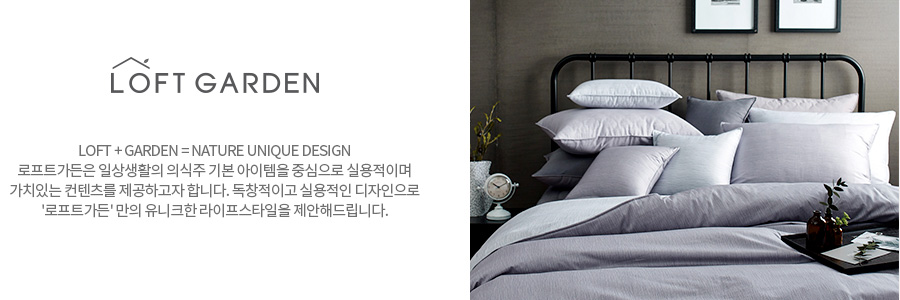 LOFT GARDEN
LOFT + GARDEN = NATURE UNIQUE DESIGN
로프트가든은 일상생활의 의식주 기본 아이템을 중심으로 실용적이며
가치있는 컨텐츠를 제공하고자 합니다. 독창적이고 실용적인 디자인으로
'로프트가든' 만의 유니크한 라이프스타일을 제안해드립니다.